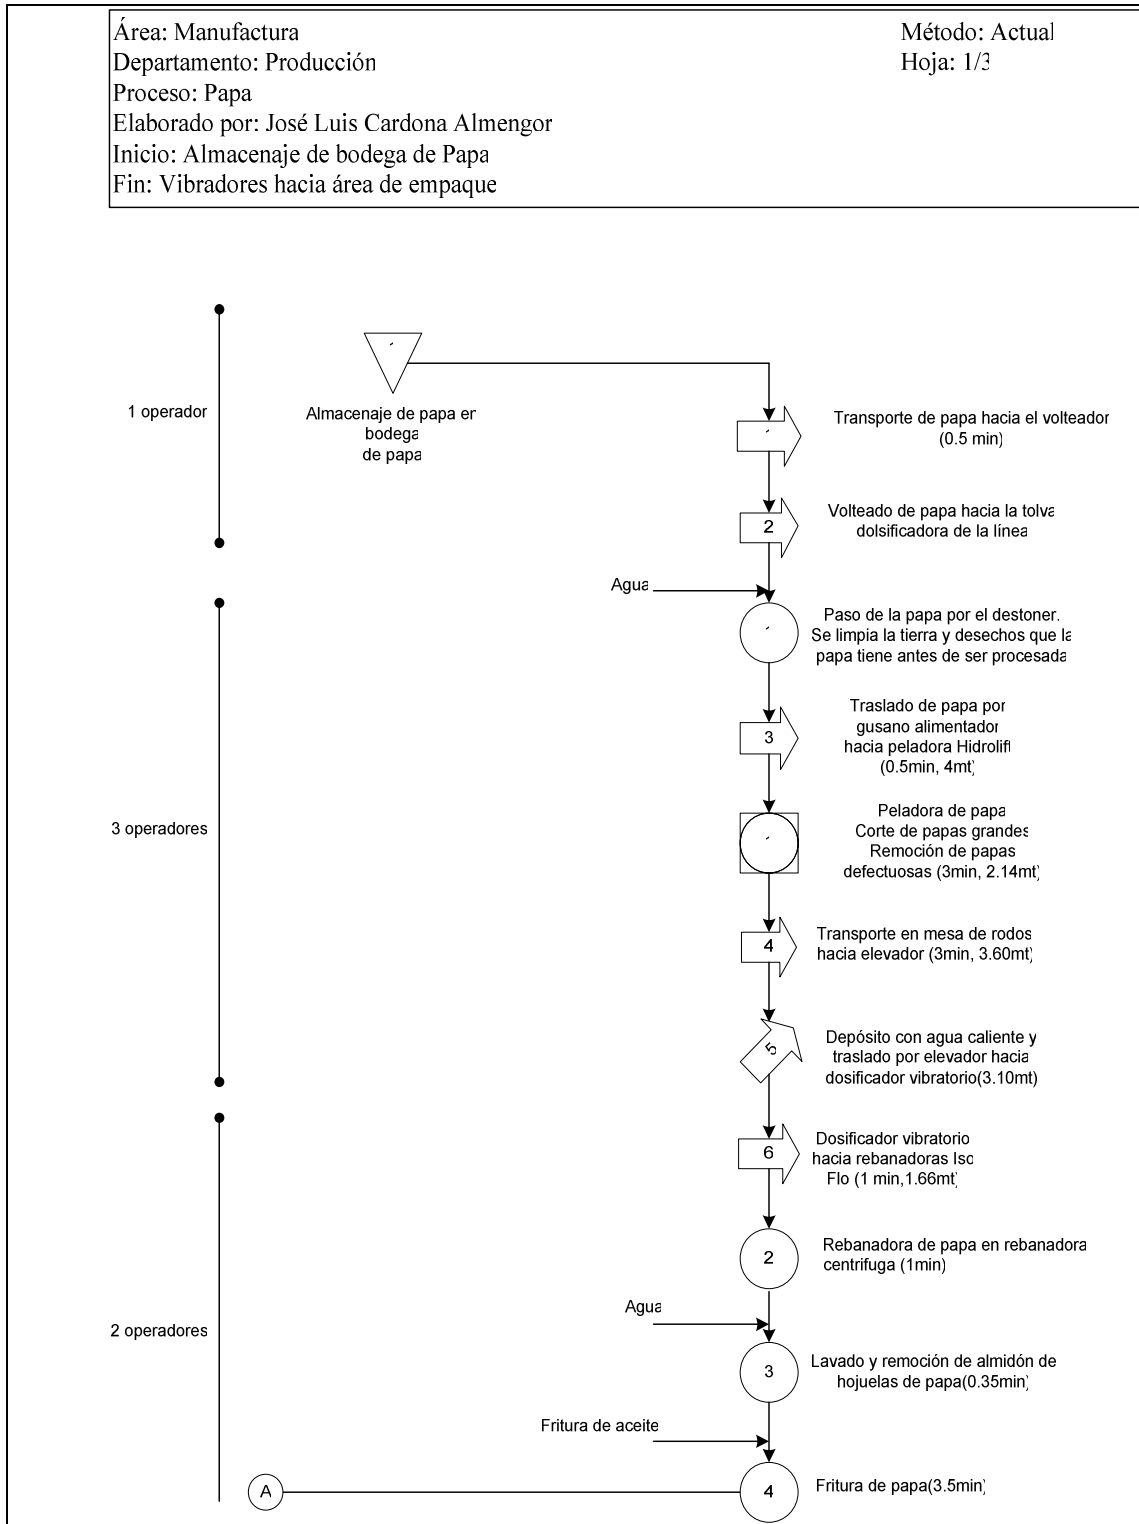 Área: Manufactura
Método: Actual
Departamento: Producción
Hoja: 1/3
Proceso: Papa
Elaborado por: José Luis Cardona Almengor
Inicio: Almacenaje de bodega de Papa
Fin: Vibradores hacia área de empaque
1 operador
Almacenaje de papa en
bodega
de papa
Transporte de papa hacia el volteador
(0.5 min)
2
Volteado de papa hacia la tolva
dolsificadora de la línea
Agua
Paso de la papa por el destoner.
Se limpia la tierra y desechos que la
papa tiene antes de ser procesada
3
Traslado de papa por
gusano alimentador
hacia peladora Hidrolift
(0.5min, 4mt)
3 operadores
Peladora de papa
Corte de papas grandes
Remoción de papas
defectuosas (3min, 2.14mt)
4
Transporte en mesa de rodos
hacia elevador (3min, 3.60mt)
5
Depósito con agua caliente y
traslado por elevador hacia
dosificador vibratorio(3.10mt)
6
Dosificador vibratorio
hacia rebanadoras Iso
Flo (1 min,1.66mt)
2
Rebanadora de papa en rebanadora
centrifuga (1min)
2 operadores
Agua
3
Lavado y remoción de almidón de
hojuelas de papa(0.35min)
Fritura de aceite
A
4
Fritura de papa(3.5min)